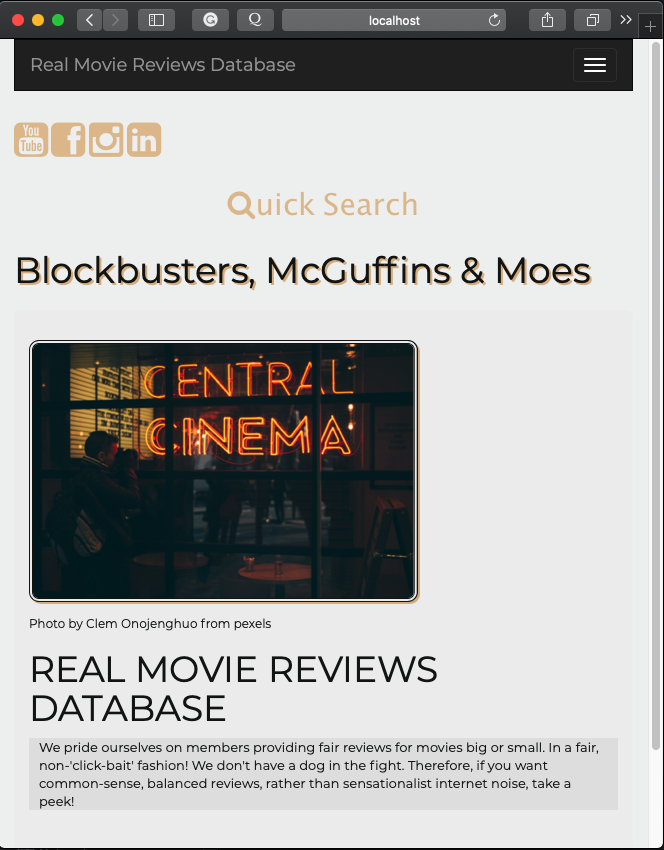 localhost
Real Movie Reviews Database
You Tube f in
Quick Search
Blockbusters, McGuffins & Moes
CENTRAL
CINEMA
Photo by Clem Onojenghuo from pexels
REAL MOVIE REVIEWS
DATABASE
We pride ourselves on members providing fair reviews for movies big or small. In a fair,
non-'click-bait' fashion! We don't have a dog in the fight. Therefore, if you want
common-sense, balanced reviews, rather than sensationalist internet noise, take a
peek!